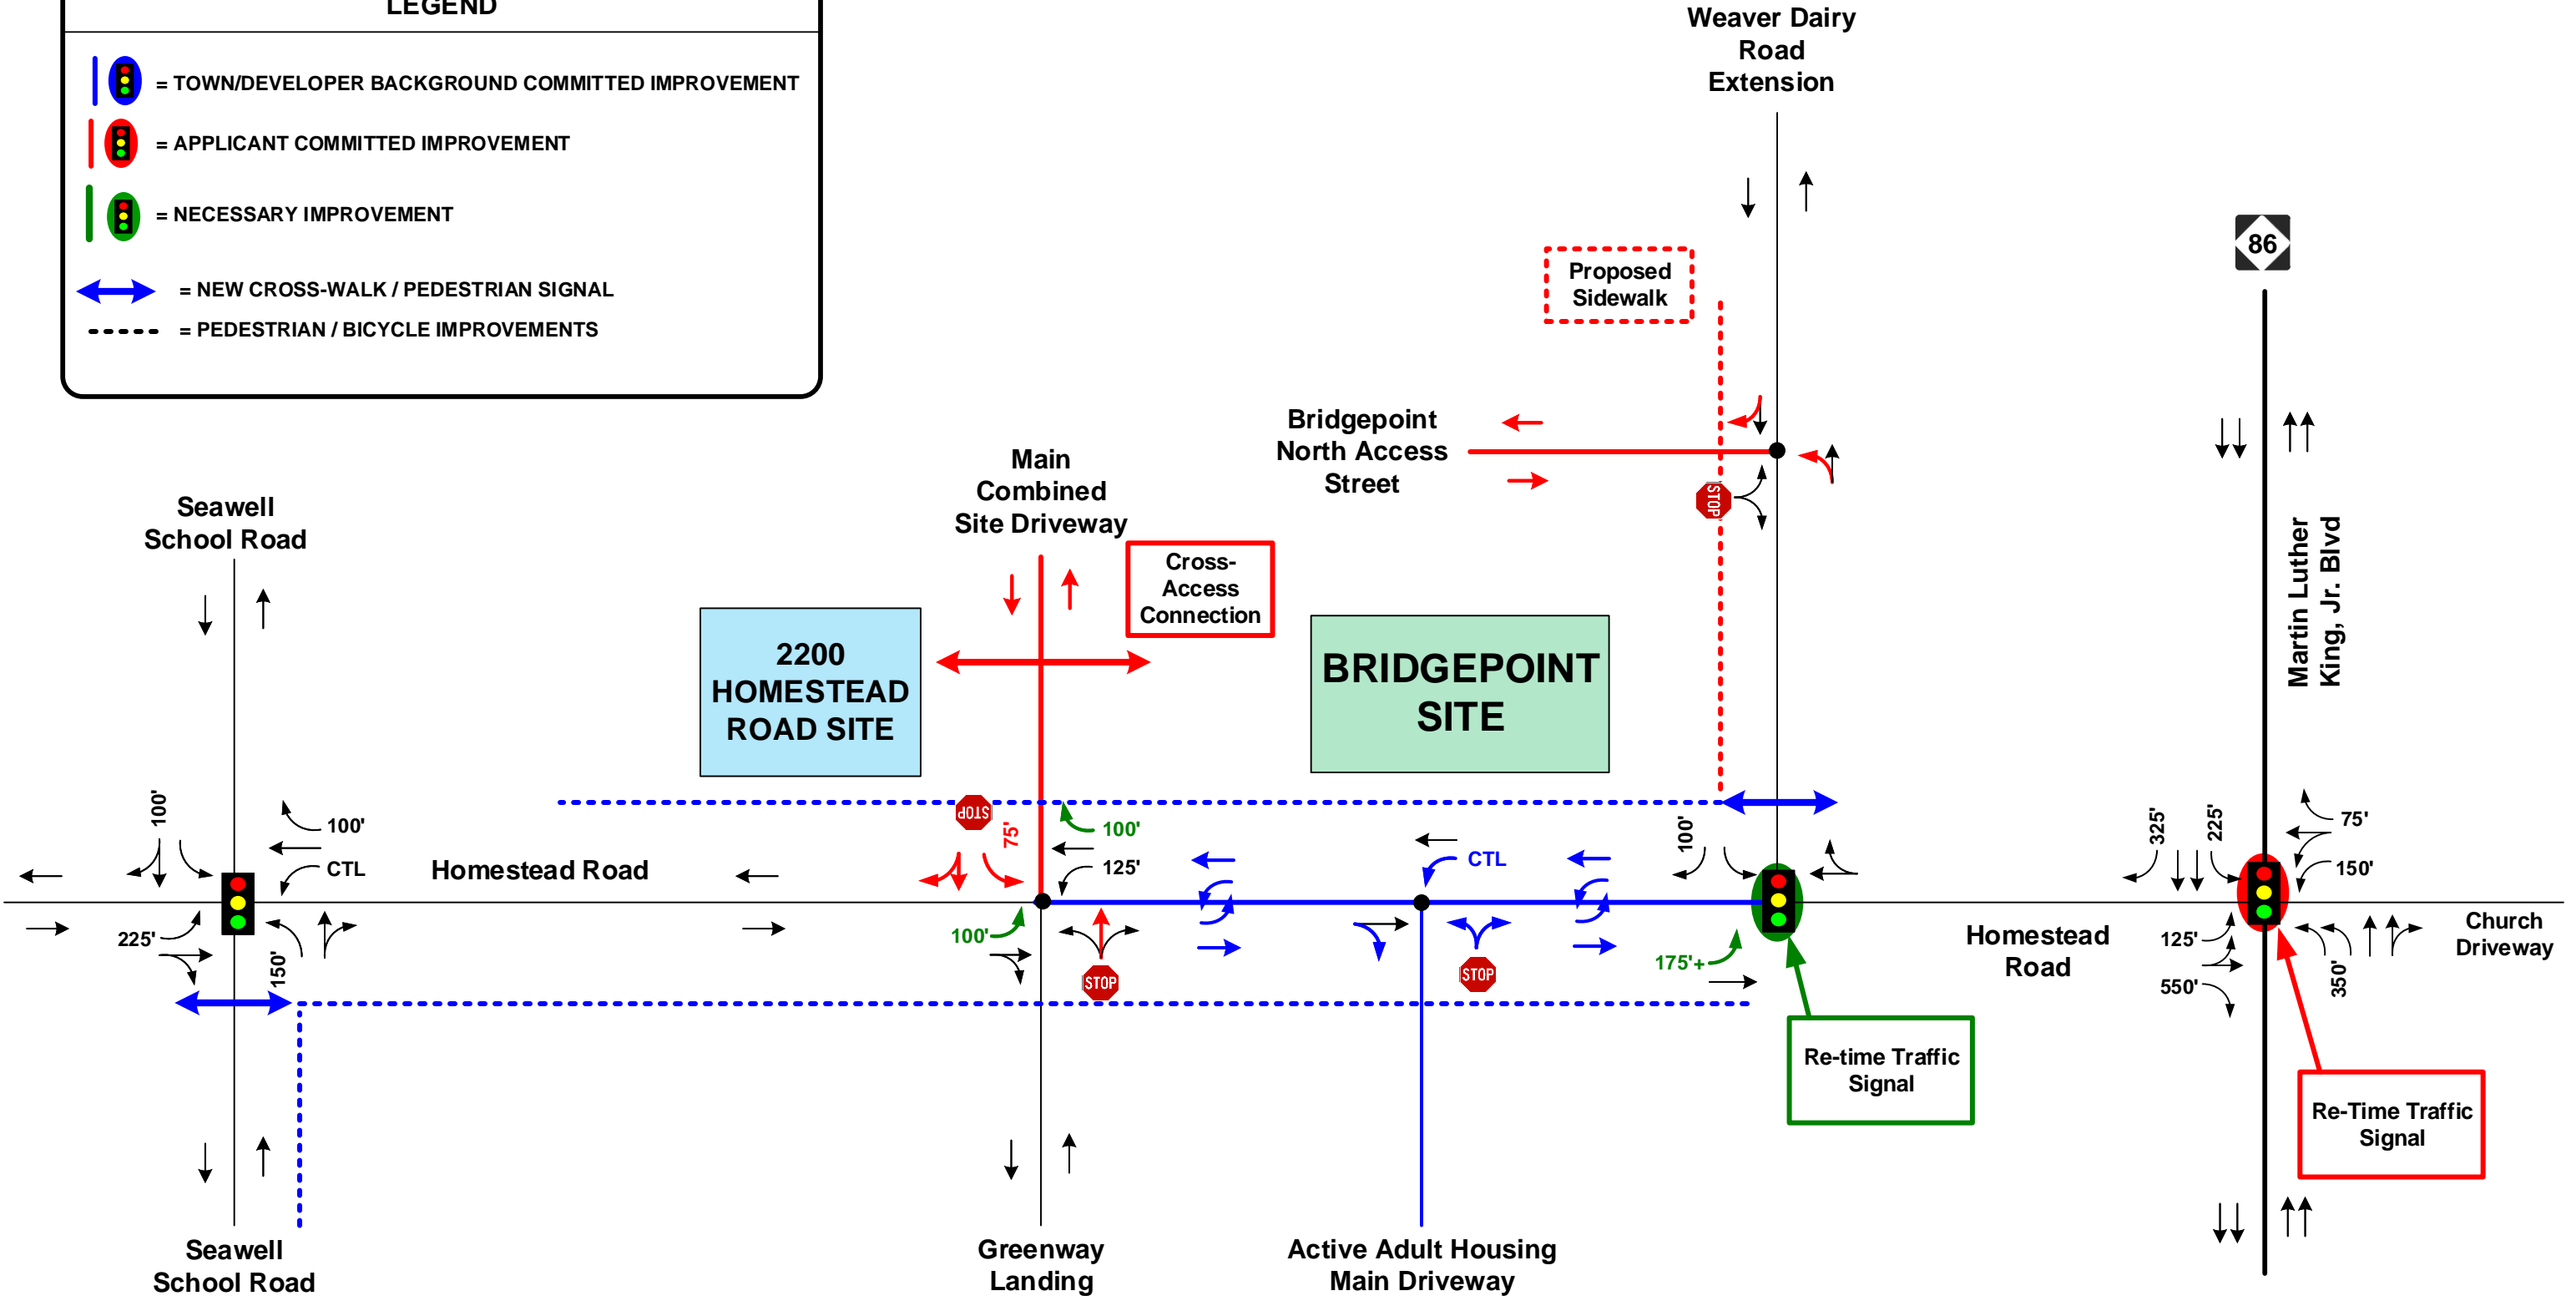 LEGEND
= TOWN/DEVELOPER BACKGROUND COMMITTED IMPROVEMENT
= APPLICANT COMMITTED IMPROVEMENT
= NECESSARY IMPROVEMENT
= NEW CROSS-WALK / PEDESTRIAN SIGNAL
= PEDESTRIAN / BICYCLE IMPROVEMENTS
Weaver Dairy
Road
Extension
86
Proposed
Sidewalk
Bridgepoint
North Access
Street
STOP
Main
Combined
Site Driveway
Cross-
Access
Connection
Seawell
School Road
Martin Luther
King, Jr. Blvd
2200
HOMESTEAD
ROAD SITE
BRIDGEPOINT
SITE
100'
100'
CTL
Homestead Road
STOP
75'
100'
125'
CTL
100'
325'
225'
75'
150'
225'
150'
100'
STOP
STOP
175'+
Homestead
Road
125'
550'
350'
Church
Driveway
Re-time Traffic
Signal
Re-Time Traffic
Signal
Seawell
School Road
Greenway
Landing
Active Adult Housing
Main Driveway